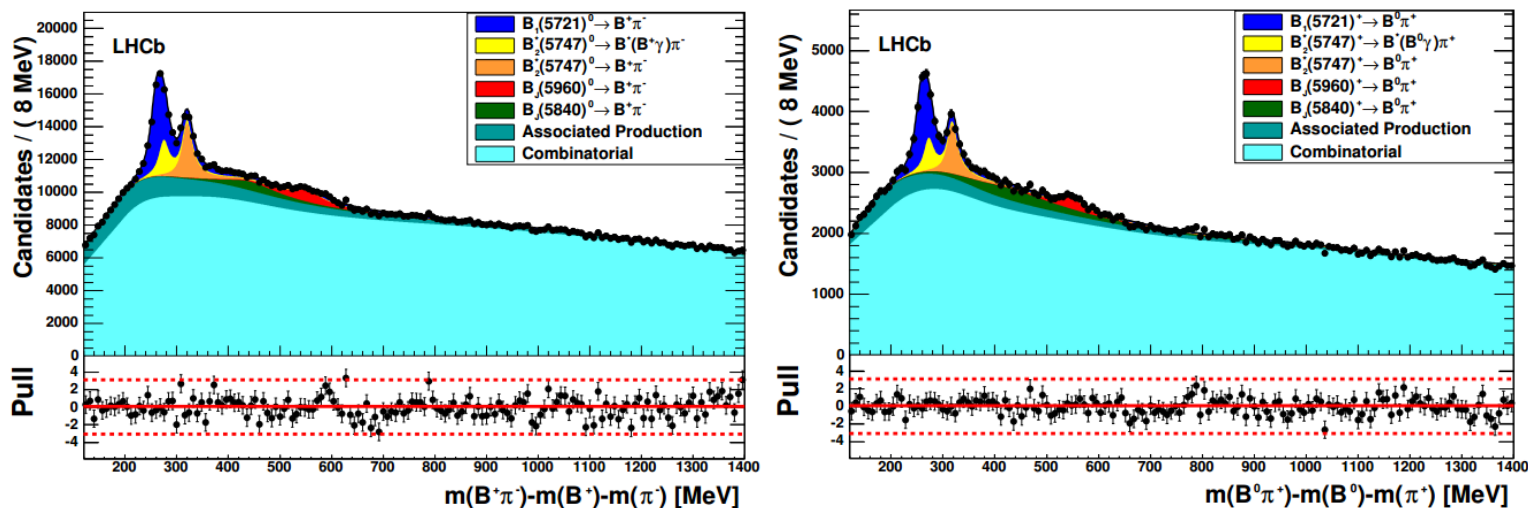 LHCb
B₁(5721)⁰→ B⁺π⁻
B₂*(5747)⁰→ B*(B⁺γ)π⁻
B₂*(5747)⁰→ B⁺π⁻
B_J(5960)⁰→ B⁺π⁻
B_J(5840)⁰→ B⁺π⁻
Associated Production
Combinatorial
Candidates / (8 MeV)
20000
18000
16000
14000
12000
10000
8000
6000
4000
2000
0
Pull
4
2
0
-2
-4
200 300 400 500 600 700 800 900 1000 1100 1200 1300 1400
m(B⁺π⁻)-m(B⁺)-m(π⁻) [MeV]
LHCb
B₁(5721)⁺→ B⁰π⁺
B₂*(5747)⁺→ B*(B⁰γ)π⁺
B₂*(5747)⁺→ B⁰π⁺
B_J(5960)⁺→ B⁰π⁺
B_J(5840)⁺→ B⁰π⁺
Associated Production
Combinatorial
Candidates / (8 MeV)
5000
4000
3000
2000
1000
0
Pull
4
2
0
-2
-4
200 300 400 500 600 700 800 900 1000 1100 1200 1300 1400
m(B⁰π⁺)-m(B⁰)-m(π⁺) [MeV]